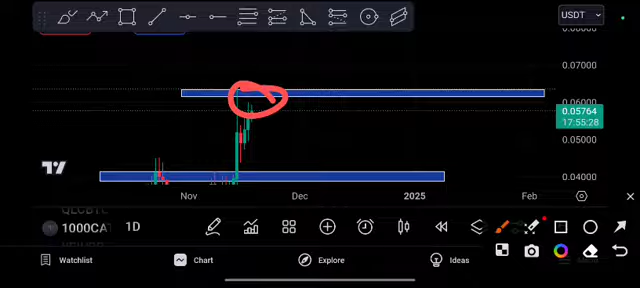 USDT
0.07000
0.06000
0.05764
17:55:28
0.05000
0.04000
Nov Dec 2025 Feb
1000CA 1D
Watchlist Chart Explore Ideas